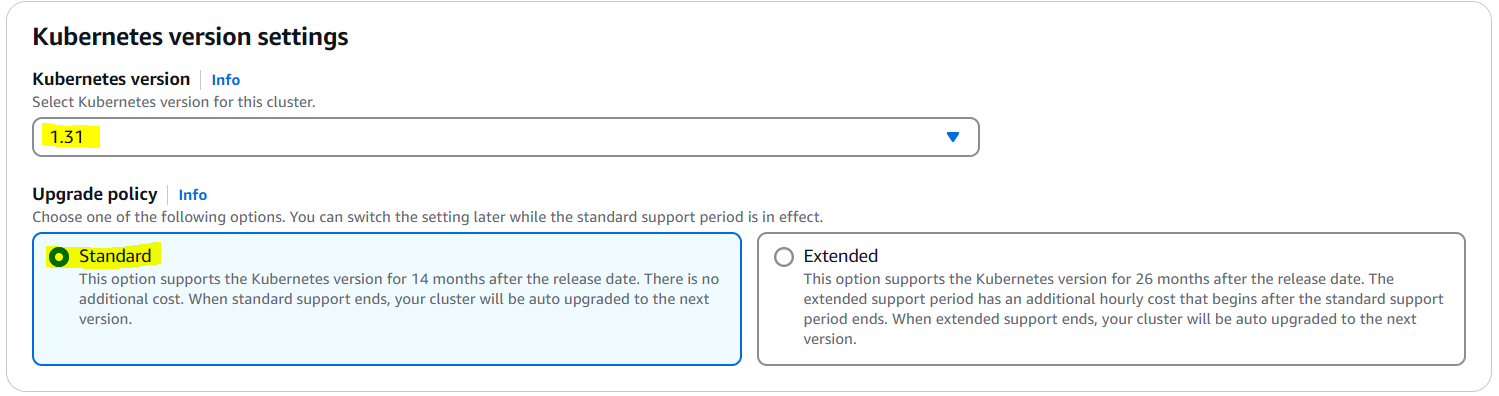 Kubernetes version settings
Kubernetes version Info
Select Kubernetes version for this cluster.
1.31
Upgrade policy Info
Choose one of the following options. You can switch the setting later while the standard support period is in effect.
Standard
This option supports the Kubernetes version for 14 months after the release date. There is no
additional cost. When standard support ends, your cluster will be auto upgraded to the next
version.
Extended
This option supports the Kubernetes version for 26 months after the release date. The
extended support period has an additional hourly cost that begins after the standard support
period ends. When extended support ends, your cluster will be auto upgraded to the next
version.